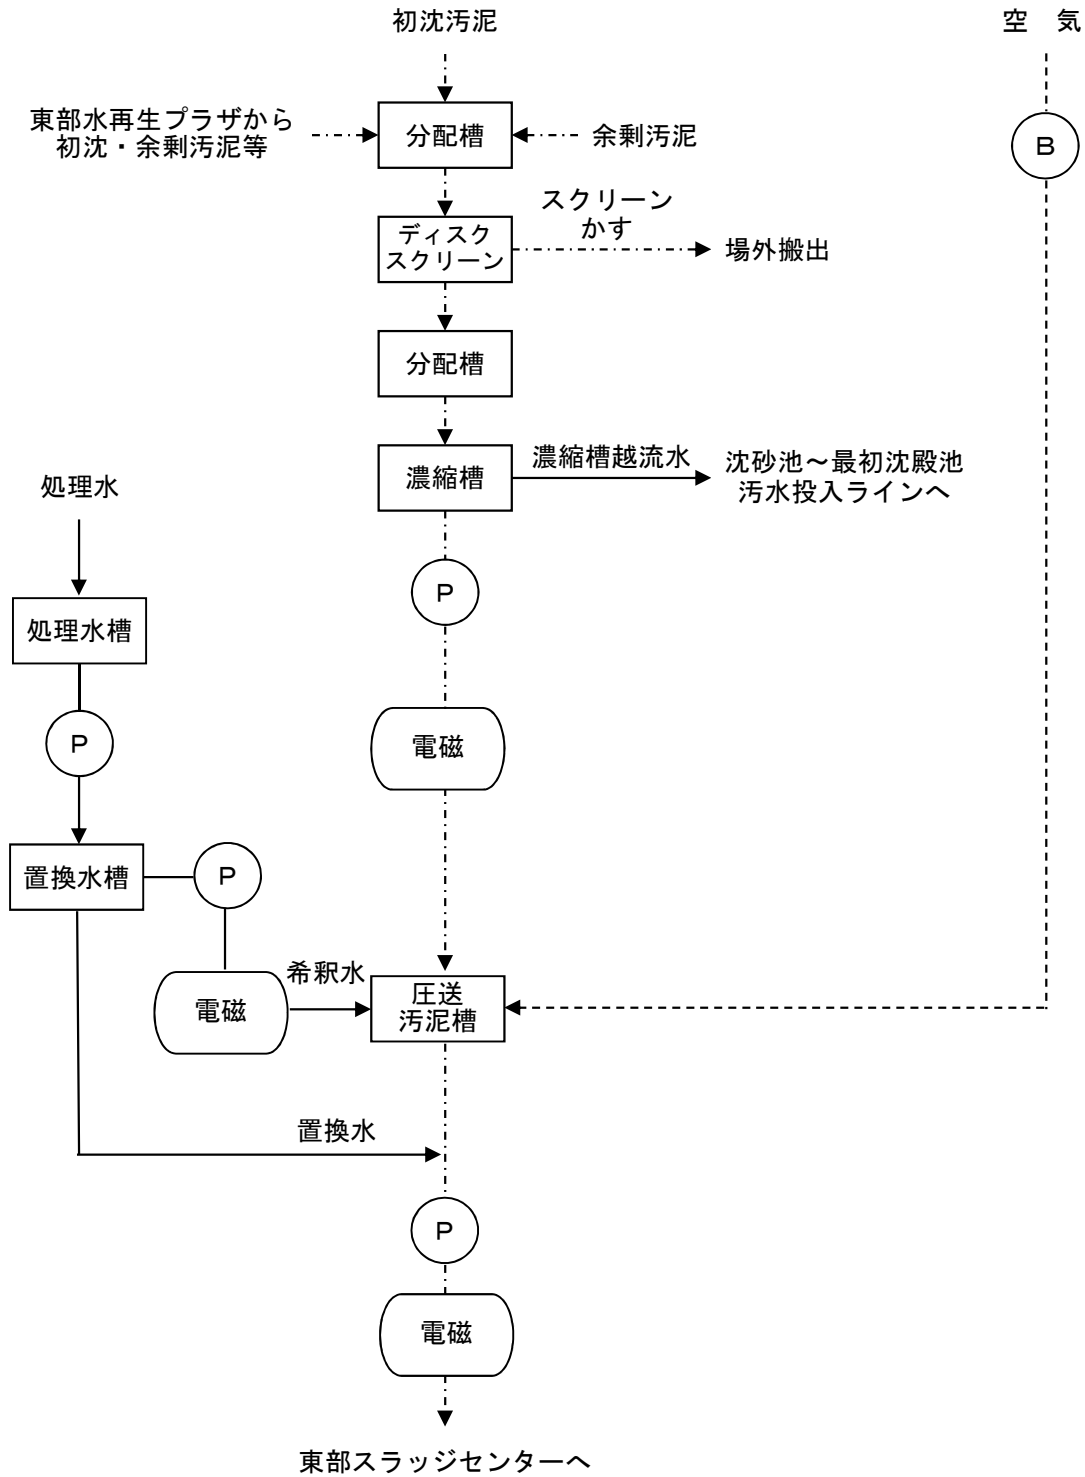 初沈汚泥
空　気
東部水再生プラザから
初沈・余剰汚泥等
分配槽
余剰汚泥
B
スクリーン
かす
ディスク
スクリーン
場外搬出
分配槽
濃縮槽
濃縮槽越流水
沈砂池～最初沈殿池
汚水投入ラインへ
処理水
P
処理水槽
P
電磁
置換水槽
P
希釈水
電磁
圧送
汚泥槽
置換水
P
電磁
東部スラッジセンターへ